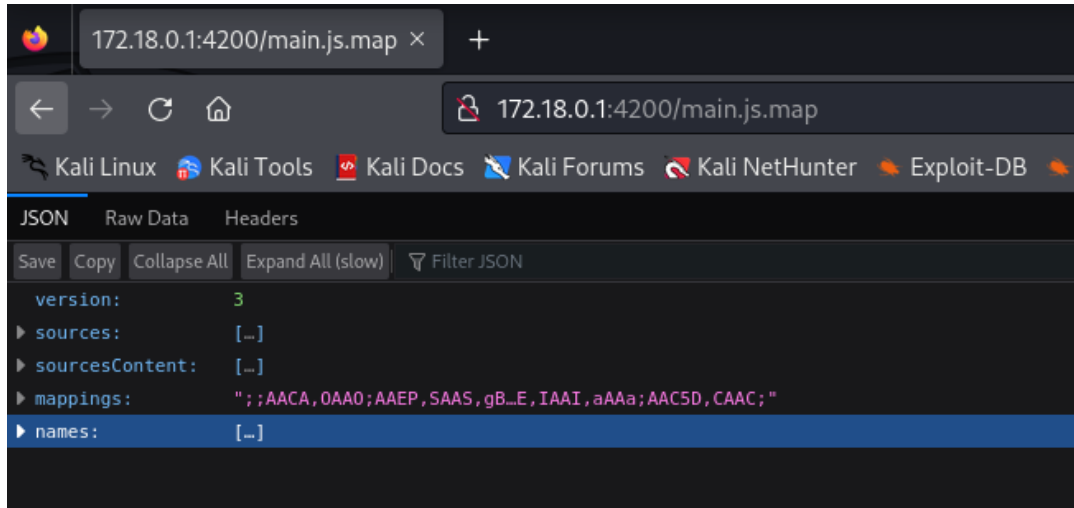 172.18.0.1:4200/main.js.map ×
172.18.0.1:4200/main.js.map
Kali Linux Kali Tools Kali Docs Kali Forums Kali NetHunter Exploit-DB
JSON Raw Data Headers
Save Copy Collapse All Expand All (slow) Filter JSON
version: 3
sources: […]
sourcesContent: […]
mappings: ";;AACA,OAAO;AAEP,SAAS,gB…E,IAAI,aAAa;AAC5D,CAAC;"
names: […]